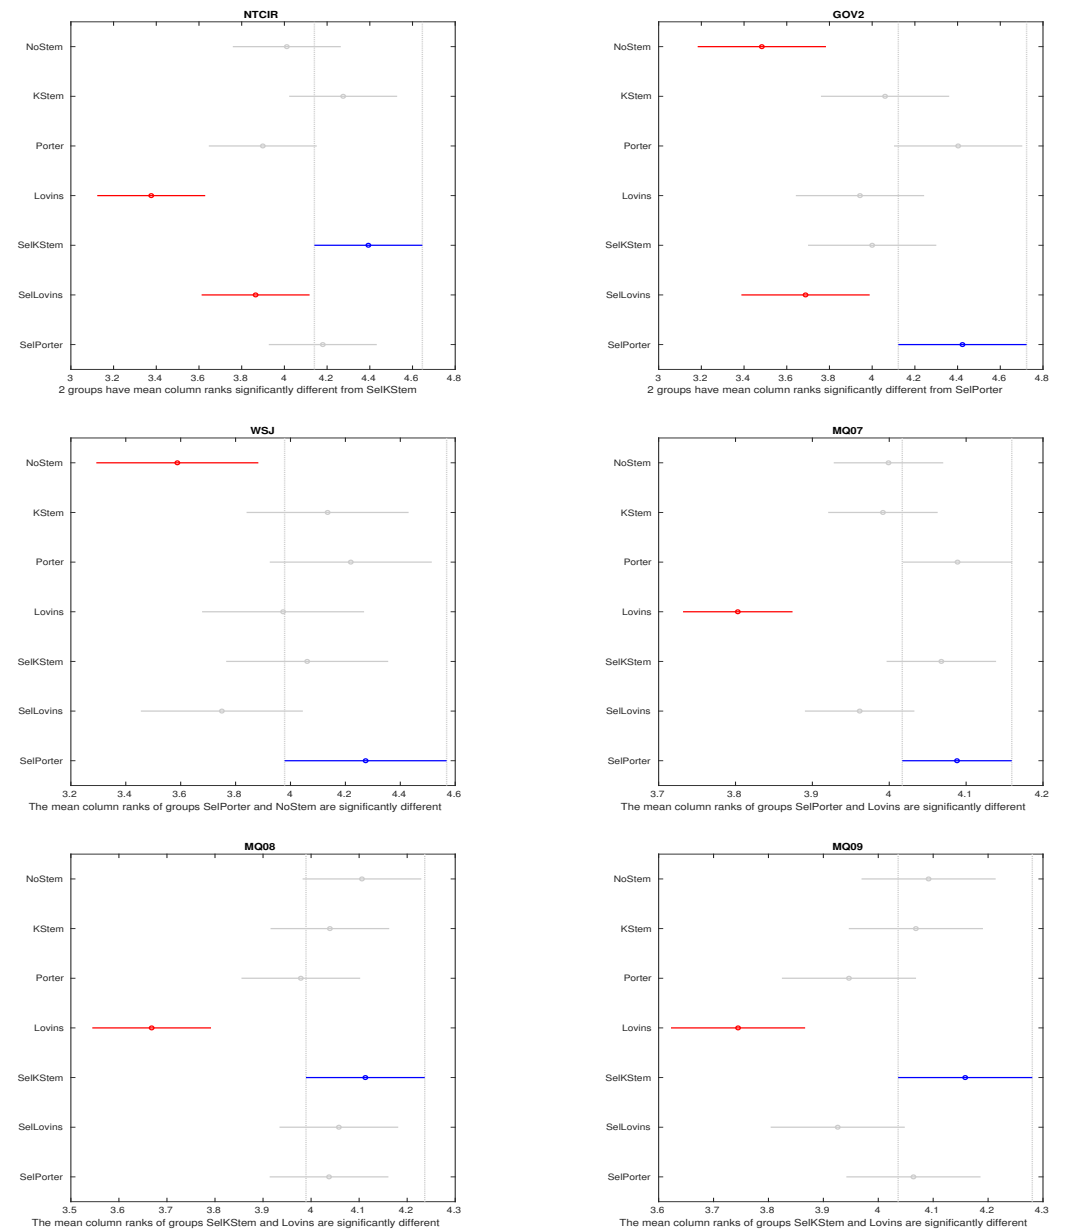 NTCIR
NoStem
KStem
Porter
Lovins
SelKStem
SelLovins
SelPorter
3 3.2 3.4 3.6 3.8 4 4.2 4.4 4.6 4.8
2 groups have mean column ranks significantly different from SelKStem
GOV2
NoStem
KStem
Porter
Lovins
SelKStem
SelLovins
SelPorter
3 3.2 3.4 3.6 3.8 4 4.2 4.4 4.6 4.8
2 groups have mean column ranks significantly different from SelPorter
WSJ
NoStem
KStem
Porter
Lovins
SelKStem
SelLovins
SelPorter
3.2 3.4 3.6 3.8 4 4.2 4.4 4.6
The mean column ranks of groups SelPorter and NoStem are significantly different
MQ07
NoStem
KStem
Porter
Lovins
SelKStem
SelLovins
SelPorter
3.7 3.8 3.9 4 4.1 4.2
The mean column ranks of groups SelPorter and Lovins are significantly different
MQ08
NoStem
KStem
Porter
Lovins
SelKStem
SelLovins
SelPorter
3.5 3.6 3.7 3.8 3.9 4 4.1 4.2 4.3
The mean column ranks of groups SelKStem and Lovins are significantly different
MQ09
NoStem
KStem
Porter
Lovins
SelKStem
SelLovins
SelPorter
3.6 3.7 3.8 3.9 4 4.1 4.2 4.3
The mean column ranks of groups SelKStem and Lovins are significantly different